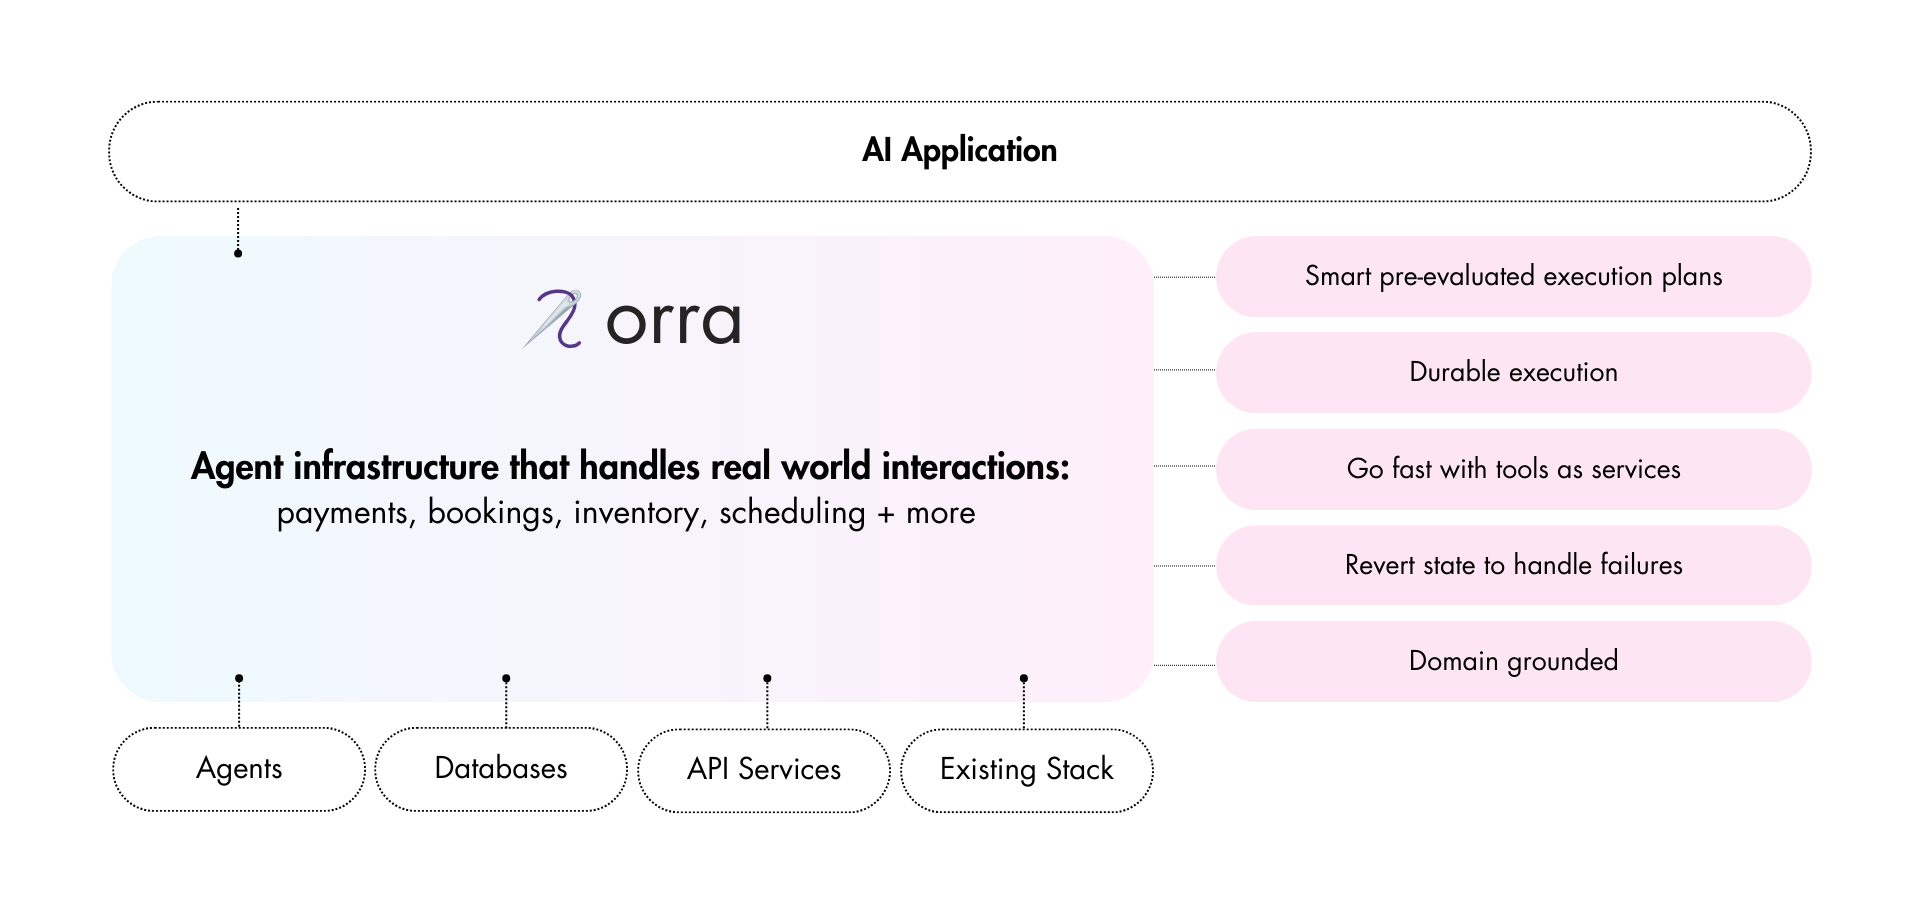 AI Application
orra
Agent infrastructure that handles real world interactions:
payments, bookings, inventory, scheduling + more
Smart pre-evaluated execution plans
Durable execution
Go fast with tools as services
Revert state to handle failures
Domain grounded
Agents
Databases
API Services
Existing Stack